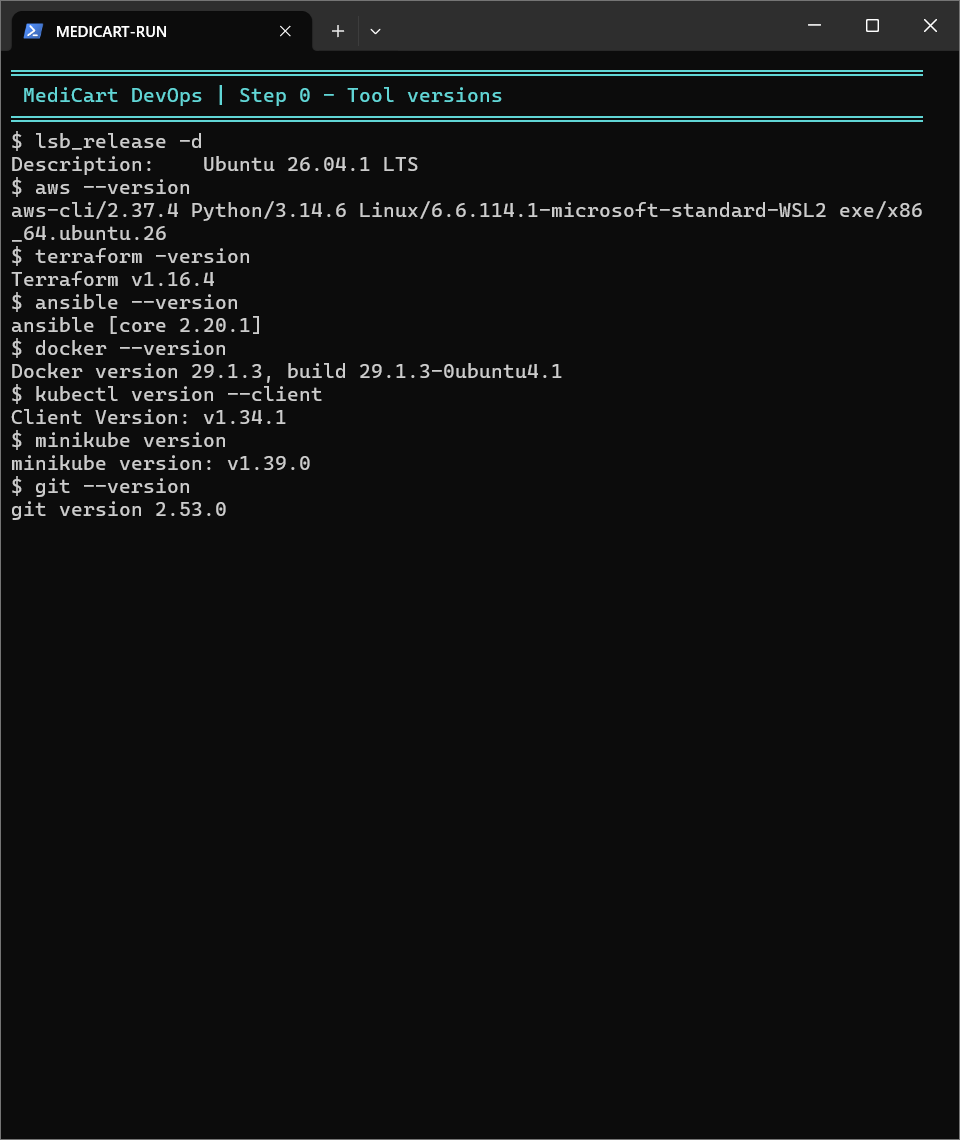 MEDICART-RUN
MediCart DevOps | Step 0 - Tool versions
$ lsb_release -d
Description:    Ubuntu 26.04.1 LTS
$ aws --version
aws-cli/2.37.4 Python/3.14.6 Linux/6.6.114.1-microsoft-standard-WSL2 exe/x86
_64.ubuntu.26
$ terraform -version
Terraform v1.16.4
$ ansible --version
ansible [core 2.20.1]
$ docker --version
Docker version 29.1.3, build 29.1.3-0ubuntu4.1
$ kubectl version --client
Client Version: v1.34.1
$ minikube version
minikube version: v1.39.0
$ git --version
git version 2.53.0